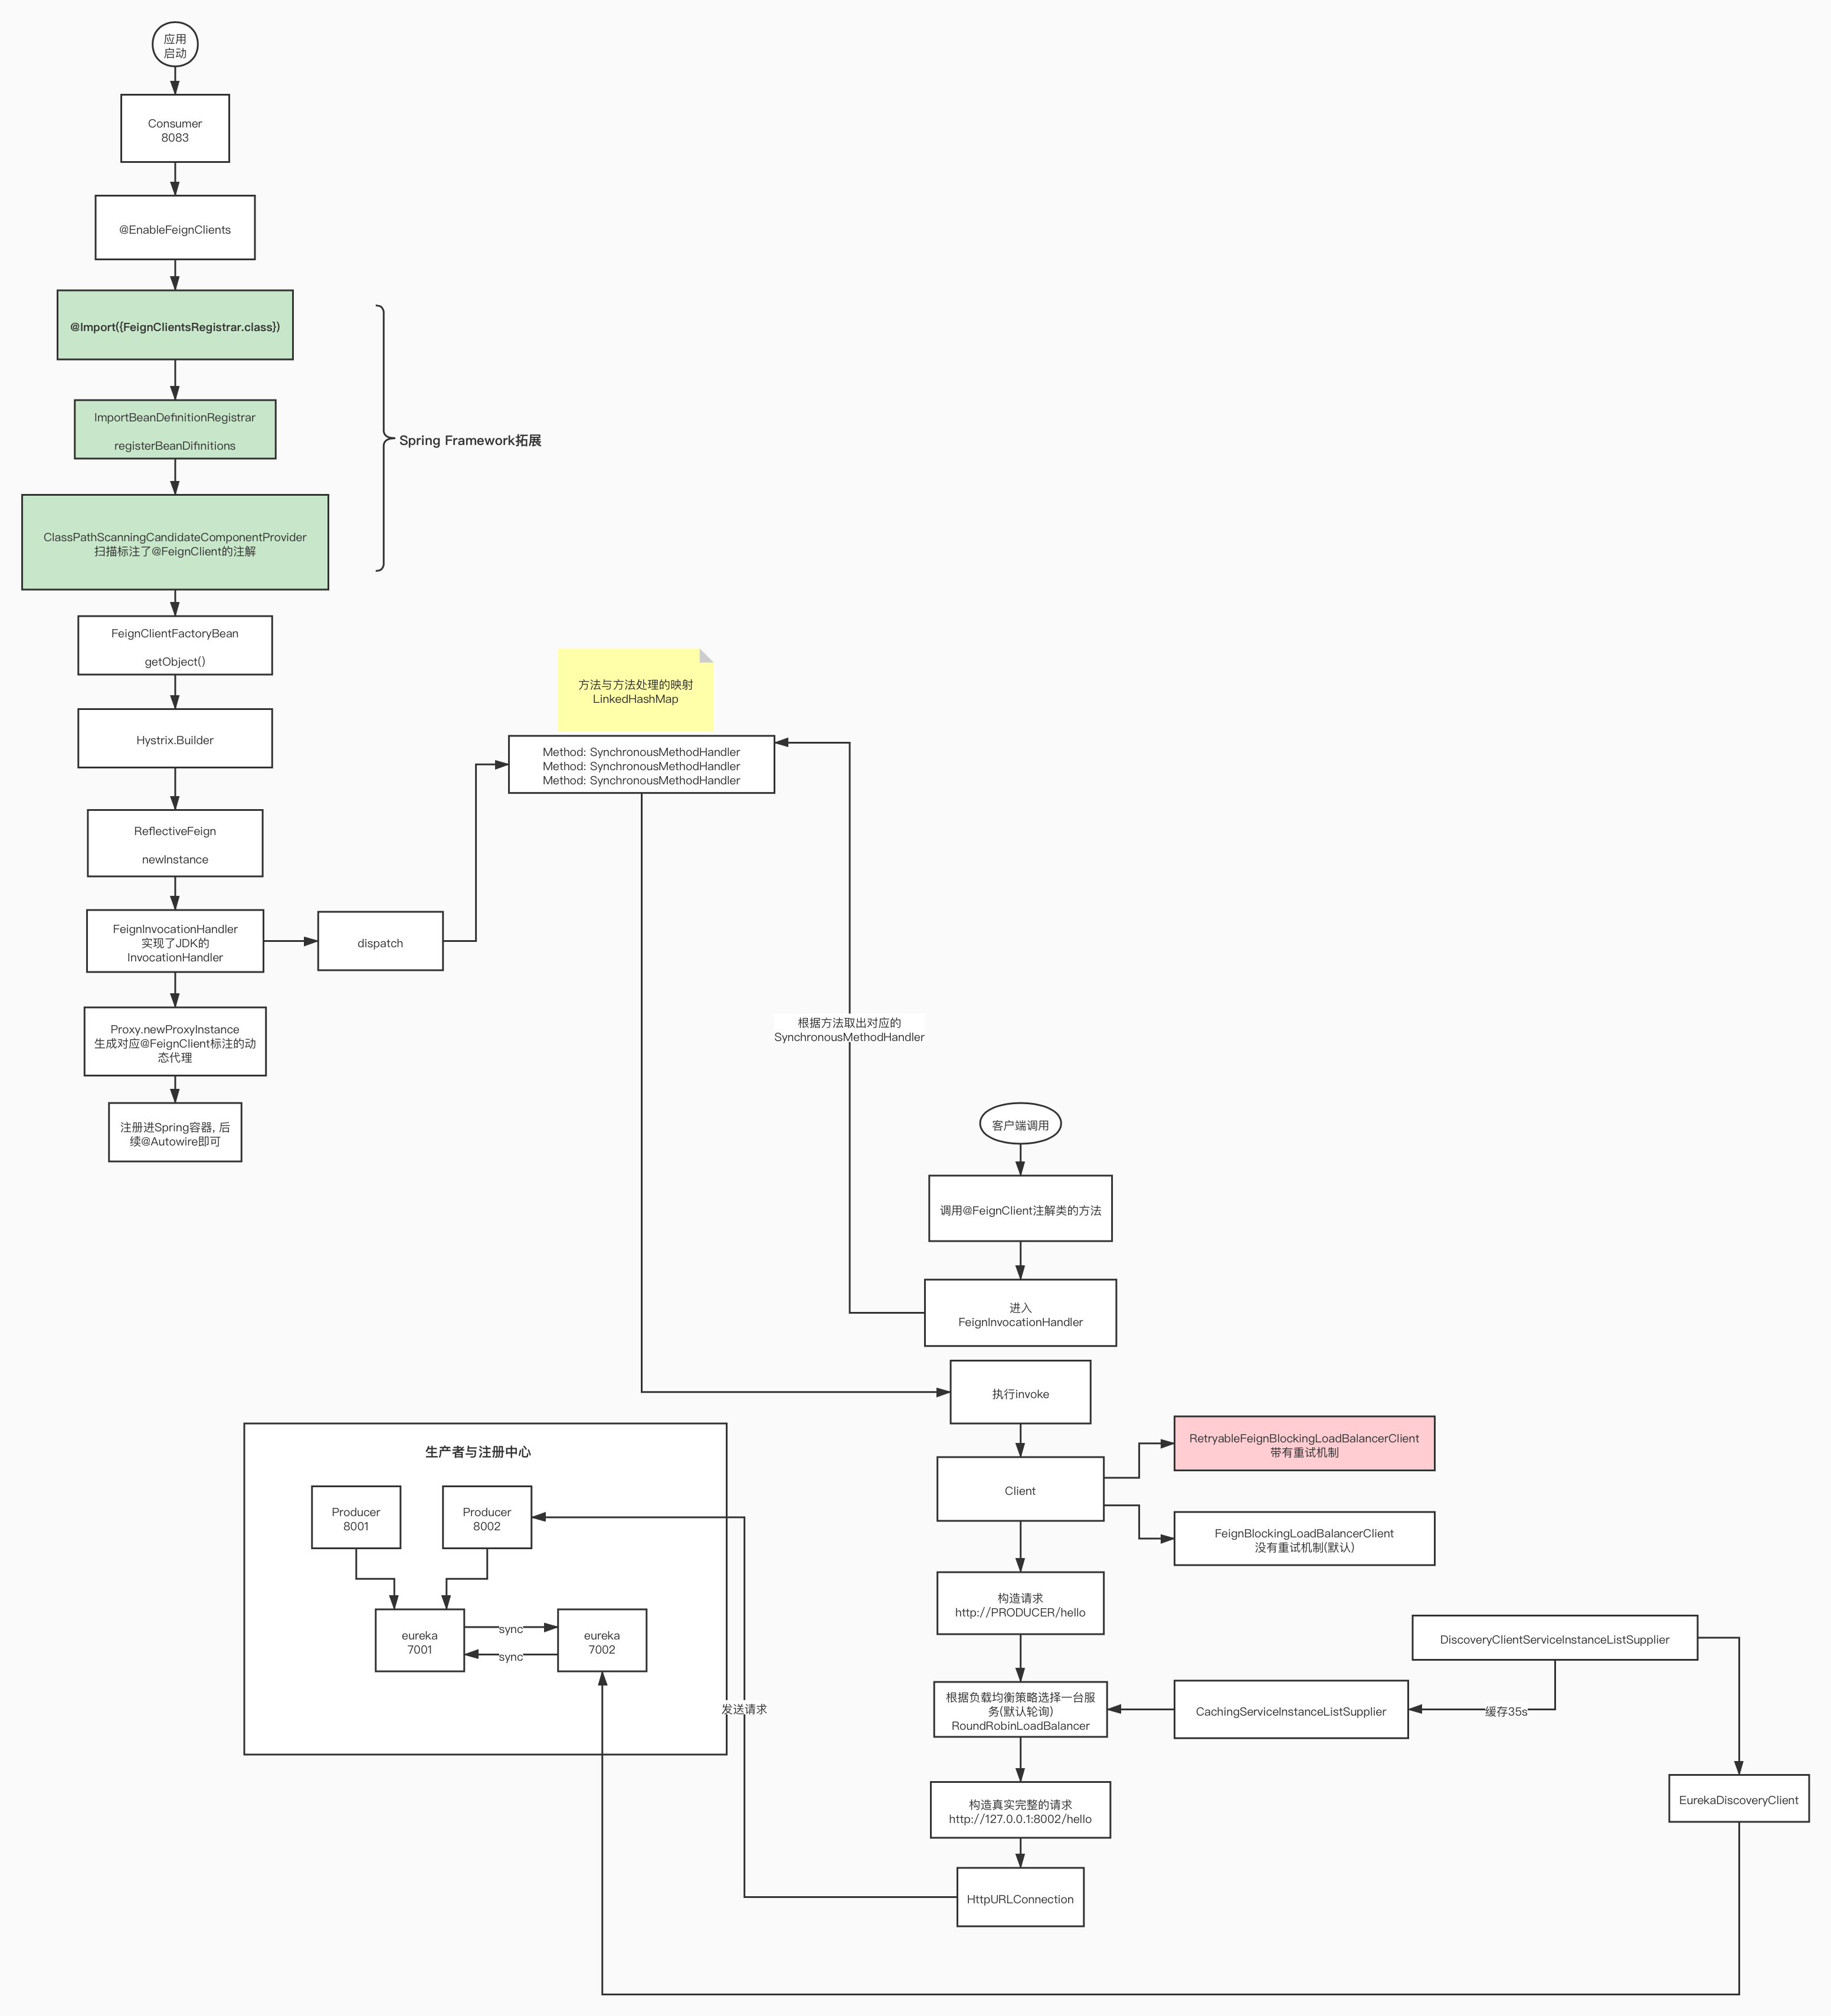 应用
启动
Consumer
8083
@EnableFeignClients
@Import({FeignClientsRegistrar.class})
ImportBeanDefinitionRegistrar
registerBeanDifinitions
Spring Framework拓展
ClassPathScanningCandidateComponentProvider
扫描标注了@FeignClient的注解
FeignClientFactoryBean
getObject()
Hystrix.Builder
ReflectiveFeign
newInstance
FeignInvocationHandler
实现了JDK的
InvocationHandler
dispatch
Proxy.newProxyInstance
生成对应@FeignClient标注的动
态代理
注册进Spring容器, 后
续@Autowire即可
方法与方法处理的映射
LinkedHashMap
Method: SynchronousMethodHandler
Method: SynchronousMethodHandler
Method: SynchronousMethodHandler
根据方法取出对应的
SynchronousMethodHandler
客户端调用
调用@FeignClient注解类的方法
进入
FeignInvocationHandler
执行invoke
Client
RetryableFeignBlockingLoadBalancerClient
带有重试机制
FeignBlockingLoadBalancerClient
没有重试机制(默认)
构造请求
http://PRODUCER/hello
根据负载均衡策略选择一台服
务(默认轮询)
RoundRobinLoadBalancer
CachingServiceInstanceListSupplier
缓存35s
DiscoveryClientServiceInstanceListSupplier
EurekaDiscoveryClient
构造真实完整的请求
http://127.0.0.1:8002/hello
HttpURLConnection
发送请求
生产者与注册中心
Producer
8001
Producer
8002
eureka
7001
sync
sync
eureka
7002